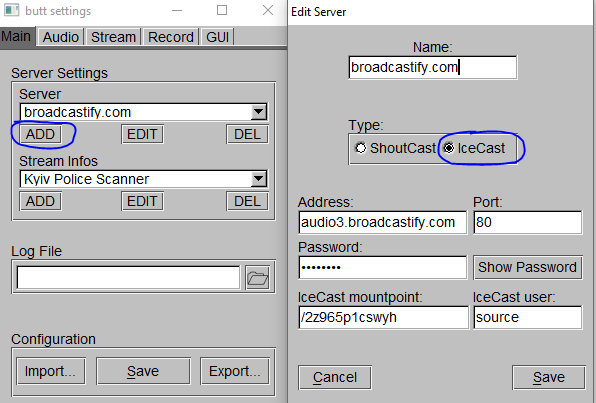 butt settings
Main Audio Stream Record GUI
Server Settings
Server
broadcastify.com
ADD EDIT DEL
Stream Infos
Kyiv Police Scanner
ADD EDIT DEL
Log File
Configuration
Import... Save Export...
Edit Server
Name:
broadcastify.com
Type:
ShoutCast IceCast
Address: Port:
audio3.broadcastify.com 80
Password:
•••••••• Show Password
IceCast mountpoint: IceCast user:
/2z965p1cswyh source
Cancel Save